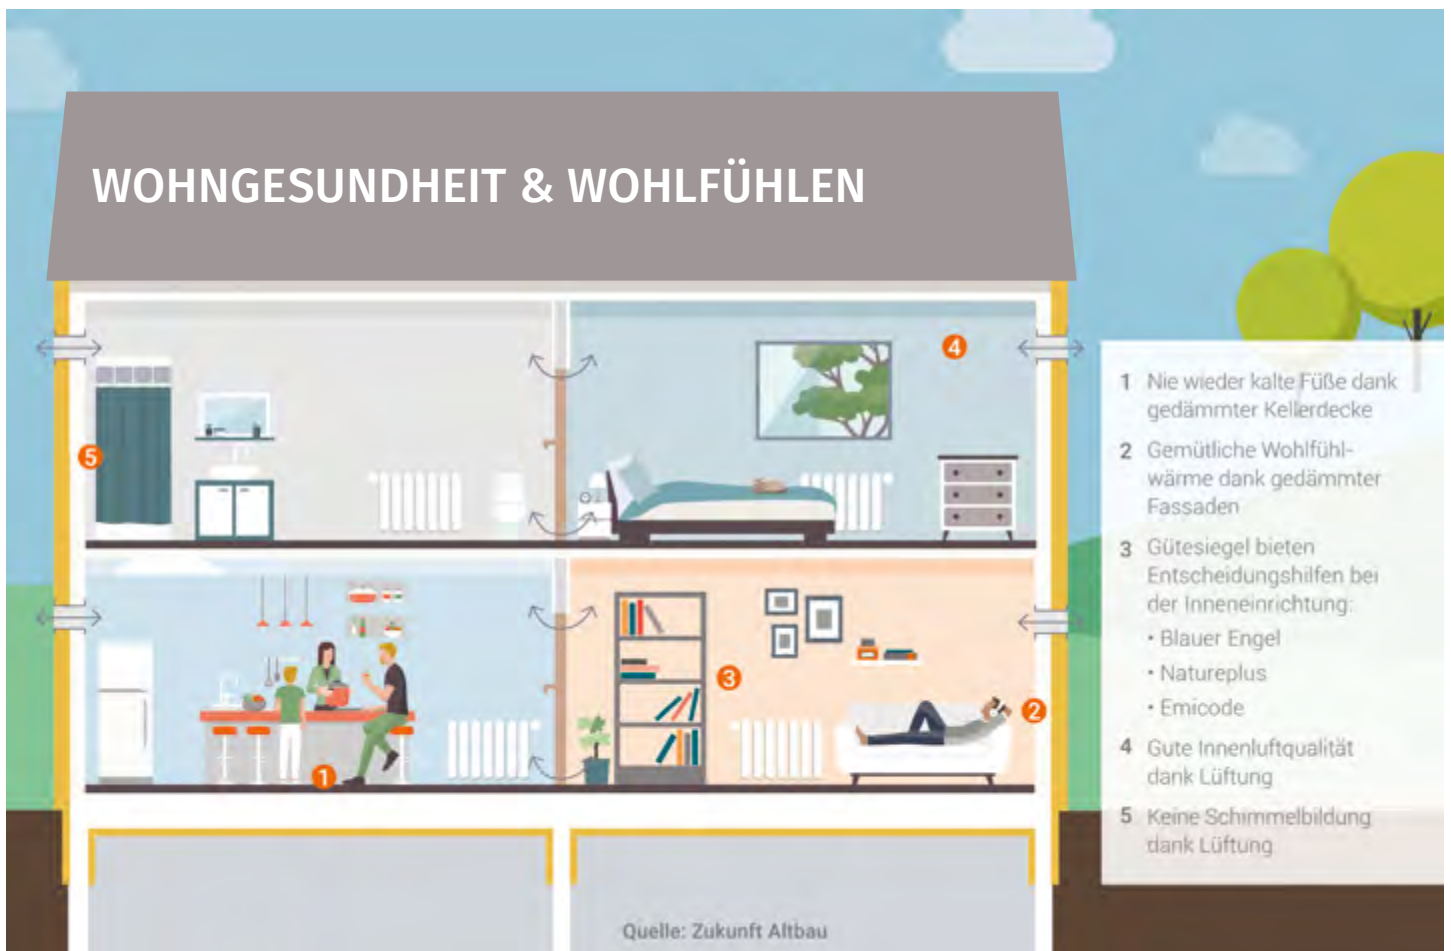 WOHNGESUNDHEIT & WOHLFÜHLEN
4
5
3
2
1
1 Nie wieder kalte Füße dank
gedämmter Kellerdecke
2 Gemütliche Wohlfühl-
wärme dank gedämmter
Fassaden
3 Gütesiegel bieten
Entscheidungshilfen bei
der Inneneinrichtung:
• Blauer Engel
• Natureplus
• Emicode
4 Gute Innenluftqualität
dank Lüftung
5 Keine Schimmelbildung
dank Lüftung
Quelle: Zukunft Altbau